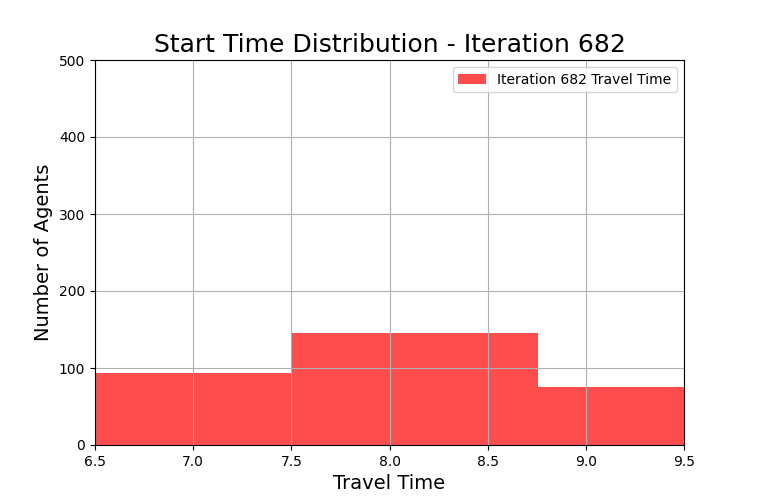 Start Time Distribution - Iteration 682
Iteration 682 Travel Time
Number of Agents
500
400
300
200
100
0
6.5 7.0 7.5 8.0 8.5 9.0 9.5
Travel Time